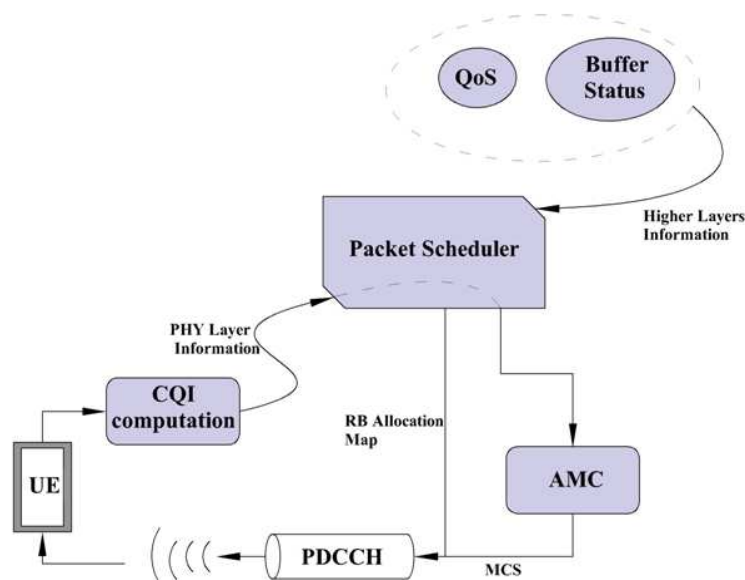 QoS
Buffer
Status
Higher Layers
Information
Packet Scheduler
PHY Layer
Information
CQI
computation
RB Allocation
Map
UE
AMC
PDCCH
MCS